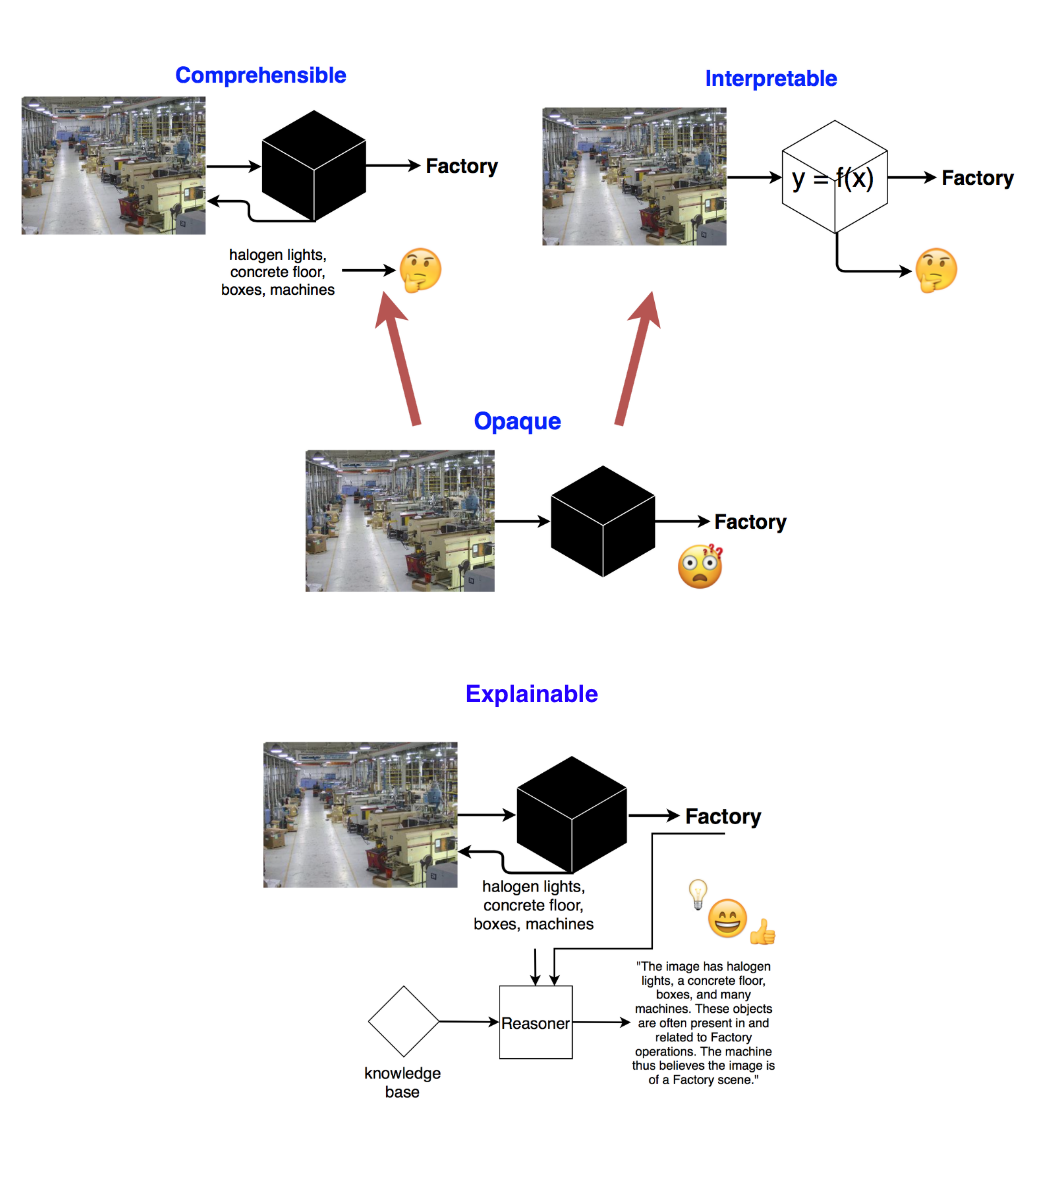 Comprehensible
Factory
halogen lights,
concrete floor,
boxes, machines
Interpretable
y = f(x)
Factory
Opaque
Factory
Explainable
Factory
halogen lights,
concrete floor,
boxes, machines
knowledge
base
Reasoner
"The image has halogen
lights, a concrete floor,
boxes, and many
machines. These objects
are often present in and
related to Factory
operations. The machine
thus believes the image is
of a Factory scene."